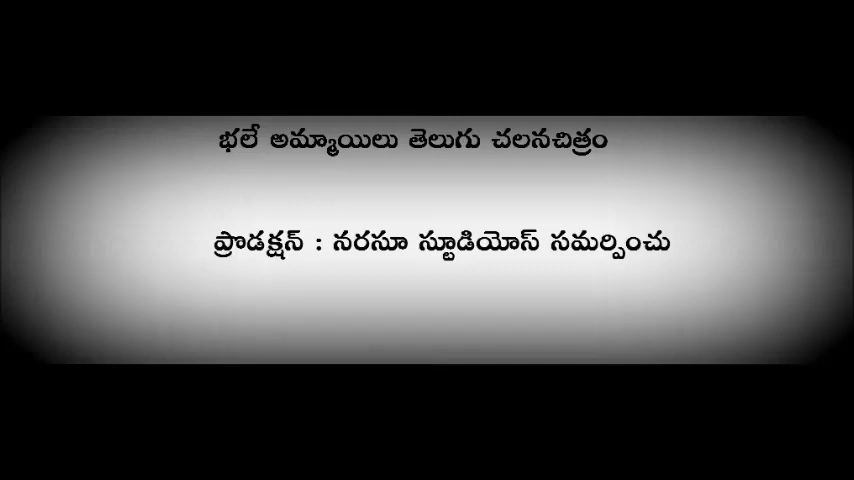 భలే అమ్మాయిలు తెలుగు చలనచిత్రం
ప్రొడక్షన్ : నరసూ స్టూడియోస్ సమర్పించు